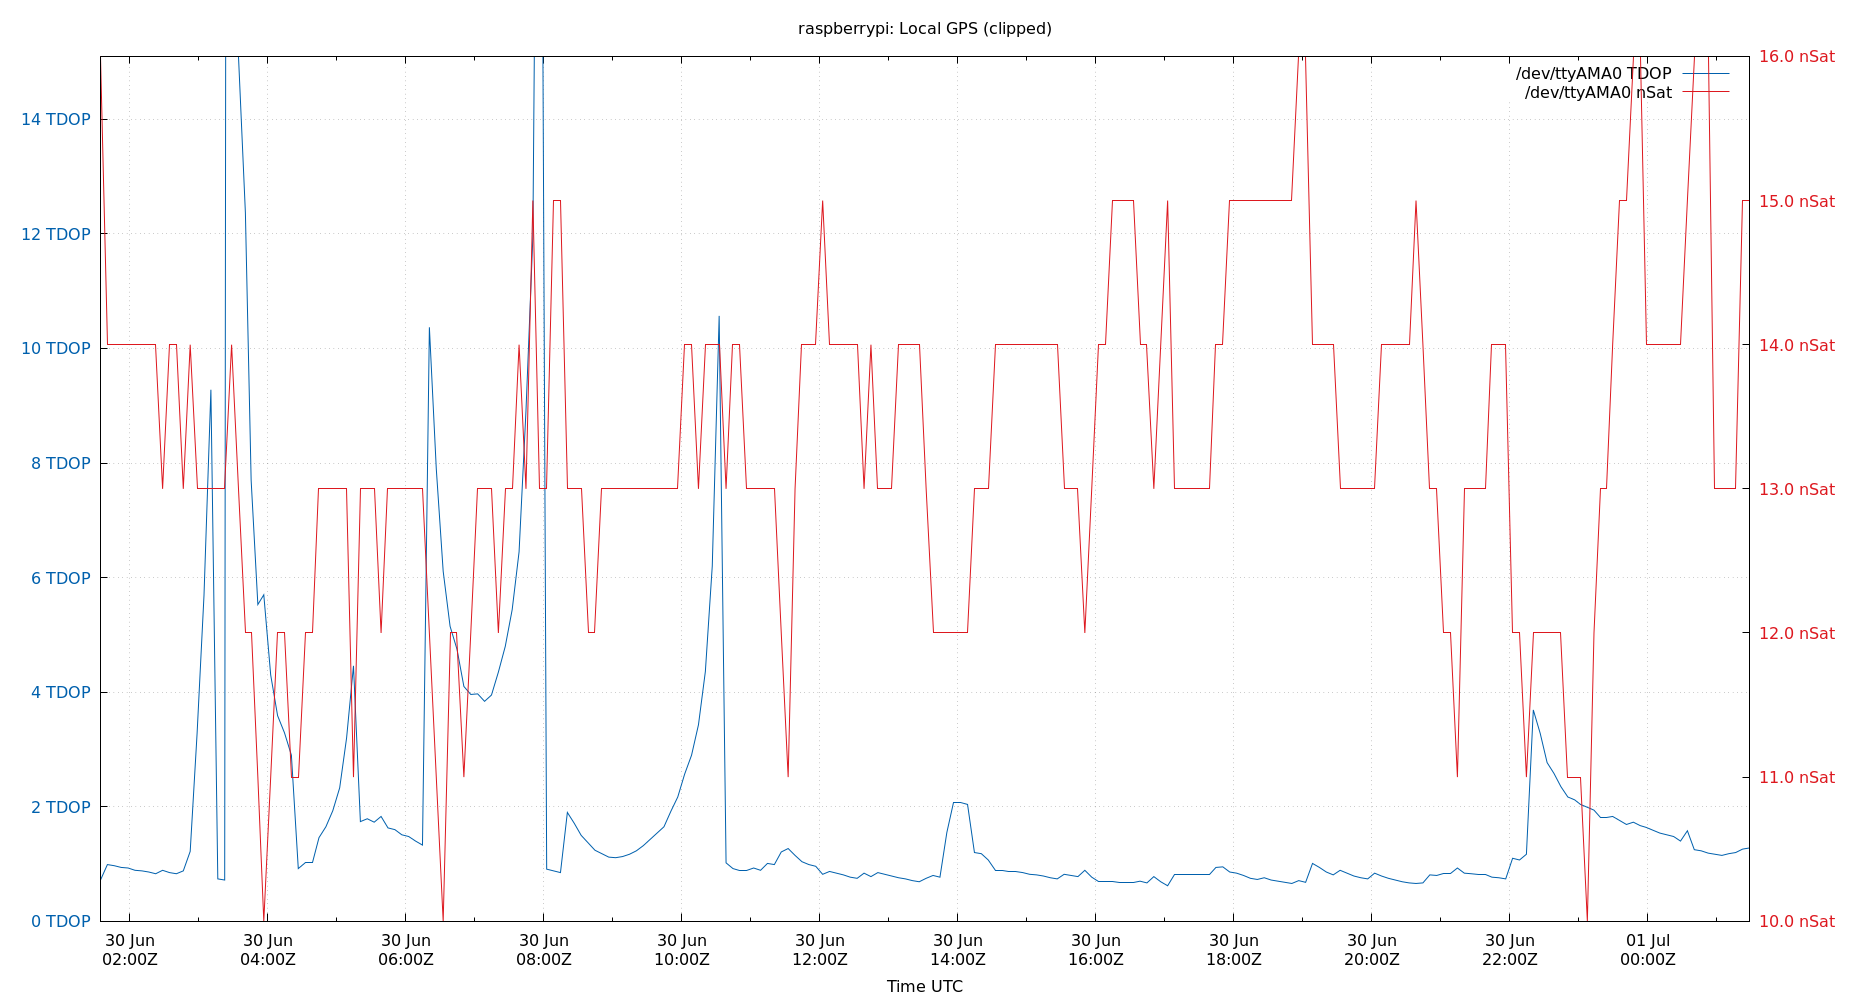 raspberrypi: Local GPS (clipped)
16.0 nSat
/dev/ttyAMA0 TDOP
/dev/ttyAMA0 nSat
14 TDOP
15.0 nSat
12 TDOP
10 TDOP
14.0 nSat
8 TDOP
13.0 nSat
6 TDOP
12.0 nSat
4 TDOP
11.0 nSat
2 TDOP
0 TDOP
10.0 nSat
30 Jun 30 Jun 30 Jun 30 Jun 30 Jun 30 Jun 30 Jun 30 Jun 30 Jun 30 Jun 30 Jun 01 Jul
02:00Z 04:00Z 06:00Z 08:00Z 10:00Z 12:00Z 14:00Z 16:00Z 18:00Z 20:00Z 22:00Z 00:00Z
Time UTC